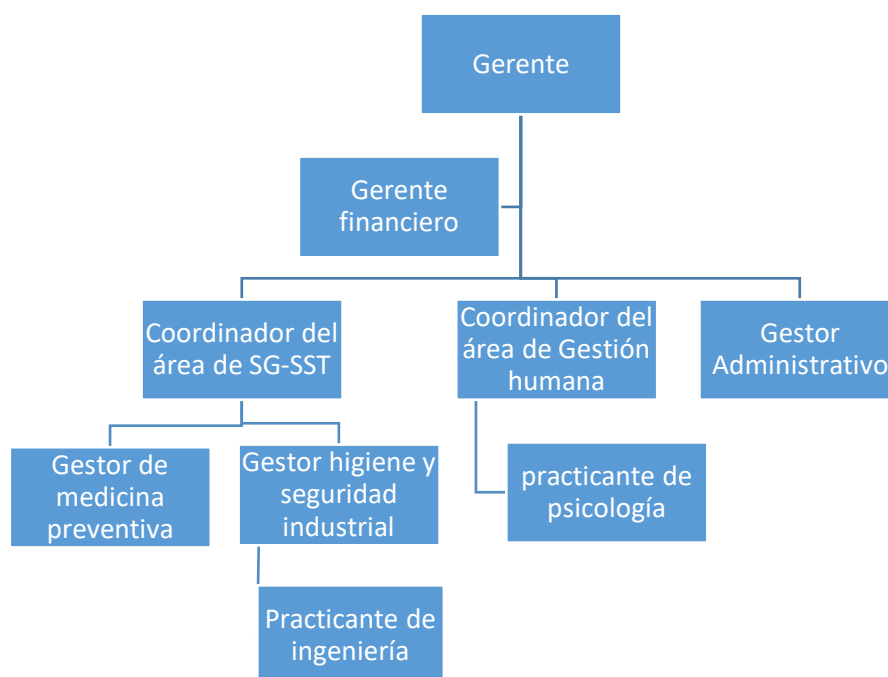 Gerente
Gerente
financiero
Coordinador del
área de SG-SST
Coordinador del
área de Gestión
humana
Gestor
Administrativo
Gestor de
medicina
preventiva
Gestor higiene y
seguridad
industrial
practicante de
psicología
Practicante de
ingeniería